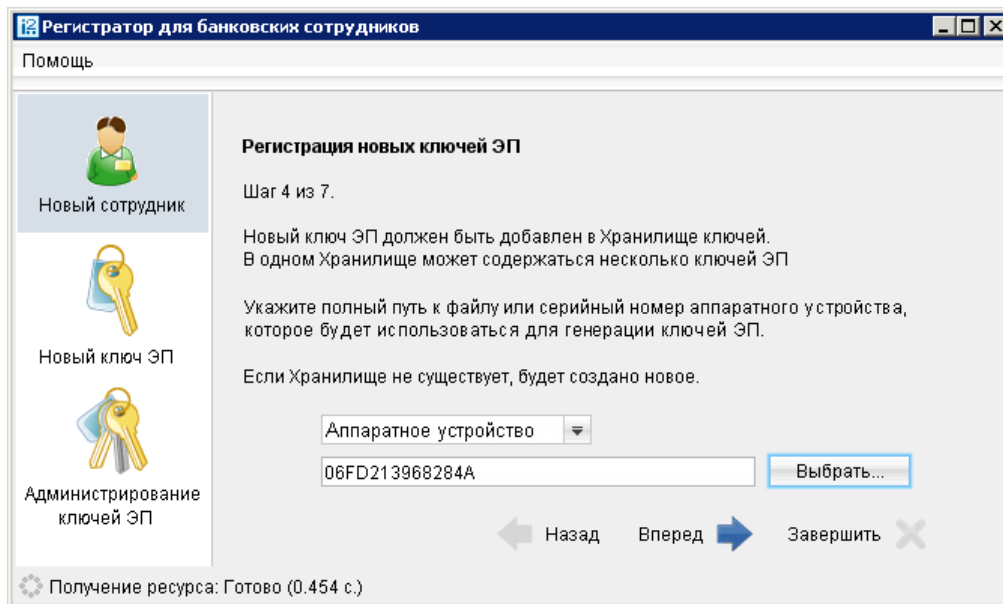 Регистратор для банковских сотрудников
Помощь
Новый сотрудник
Новый ключ ЭП
Администрирование
ключей ЭП
Регистрация новых ключей ЭП
Шаг 4 из 7.
Новый ключ ЭП должен быть добавлен в Хранилище ключей.
В одном Хранилище может содержаться несколько ключей ЭП
Укажите полный путь к файлу или серийный номер аппаратного устройства,
которое будет использоваться для генерации ключей ЭП.
Если Хранилище не существует, будет создано новое.
Аппаратное устройство
06FD213968284A Выбрать...
Назад Вперед Завершить
Получение ресурса: Готово (0.454 с.)